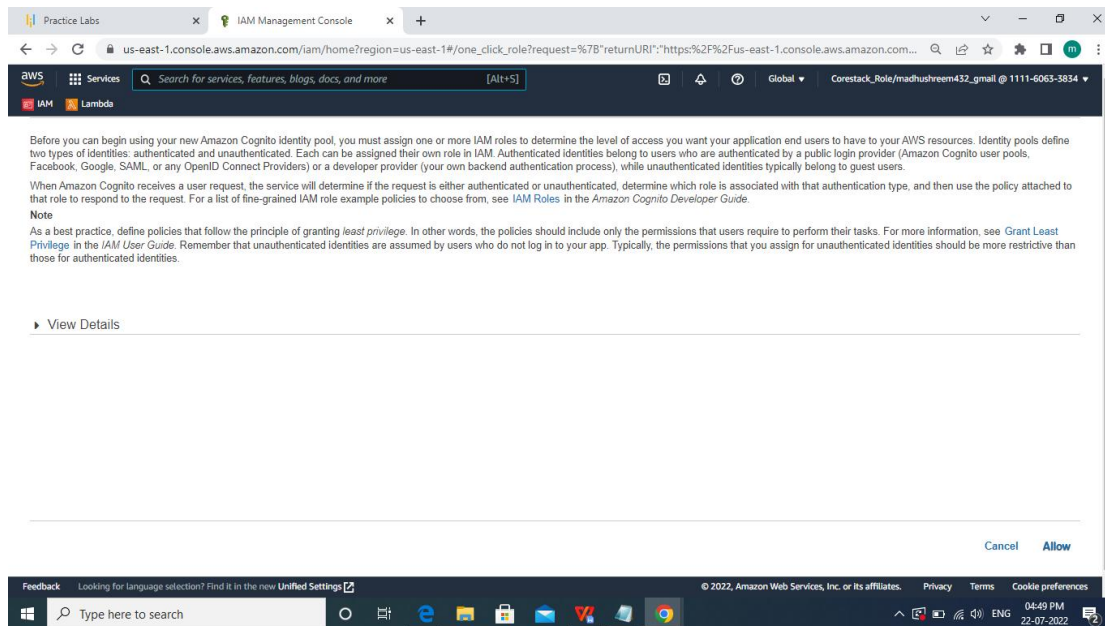 Practice Labs
IAM Management Console
us-east-1.console.aws.amazon.com/iam/home?region=us-east-1#/one_click_role?request=%7B"returnURI":"https:%2F%2Fus-east-1.console.aws.amazon.com...
m
aws
Services
Search for services, features, blogs, docs, and more
[Alt+S]
Global
Corestack_Role/madhushreem432_gmail @ 1111-6063-3834
IAM
Lambda
Before you can begin using your new Amazon Cognito identity pool, you must assign one or more IAM roles to determine the level of access you want your application end users to have to your AWS resources. Identity pools define
two types of identities: authenticated and unauthenticated. Each can be assigned their own role in IAM. Authenticated identities belong to users who are authenticated by a public login provider (Amazon Cognito user pools,
Facebook, Google, SAML, or any OpenID Connect Providers) or a developer provider (your own backend authentication process), while unauthenticated identities typically belong to guest users.
When Amazon Cognito receives a user request, the service will determine if the request is either authenticated or unauthenticated, determine which role is associated with that authentication type, and then use the policy attached to
that role to respond to the request. For a list of fine-grained IAM role example policies to choose from, see IAM Roles in the Amazon Cognito Developer Guide.
Note
As a best practice, define policies that follow the principle of granting least privilege. In other words, the policies should include only the permissions that users require to perform their tasks. For more information, see Grant Least
Privilege in the IAM User Guide. Remember that unauthenticated identities are assumed by users who do not log in to your app. Typically, the permissions that you assign for unauthenticated identities should be more restrictive than
those for authenticated identities.
View Details
Cancel
Allow
Feedback
Looking for language selection? Find it in the new Unified Settings
© 2022, Amazon Web Services, Inc. or its affiliates.
Privacy
Terms
Cookie preferences
Type here to search
ENG
04:49 PM
22-07-2022
2